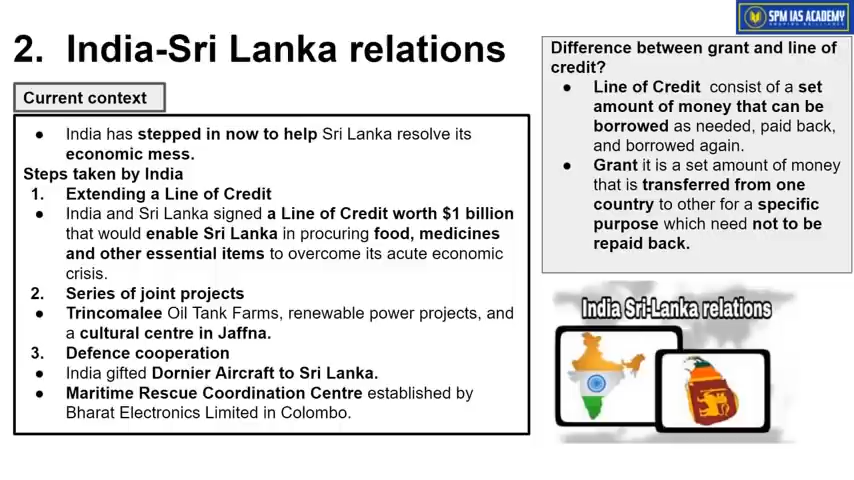 SPM IAS ACADEMY
SHAPING BRILLIANCE
2. India-Sri Lanka relations
Current context
● India has stepped in now to help Sri Lanka resolve its
economic mess.
Steps taken by India
1. Extending a Line of Credit
● India and Sri Lanka signed a Line of Credit worth $1 billion
that would enable Sri Lanka in procuring food, medicines
and other essential items to overcome its acute economic
crisis.
2. Series of joint projects
● Trincomalee Oil Tank Farms, renewable power projects, and
a cultural centre in Jaffna.
3. Defence cooperation
● India gifted Dornier Aircraft to Sri Lanka.
● Maritime Rescue Coordination Centre established by
Bharat Electronics Limited in Colombo.
Difference between grant and line of
credit?
● Line of Credit consist of a set
amount of money that can be
borrowed as needed, paid back,
and borrowed again.
● Grant it is a set amount of money
that is transferred from one
country to other for a specific
purpose which need not to be
repaid back.
India Sri-Lanka relations